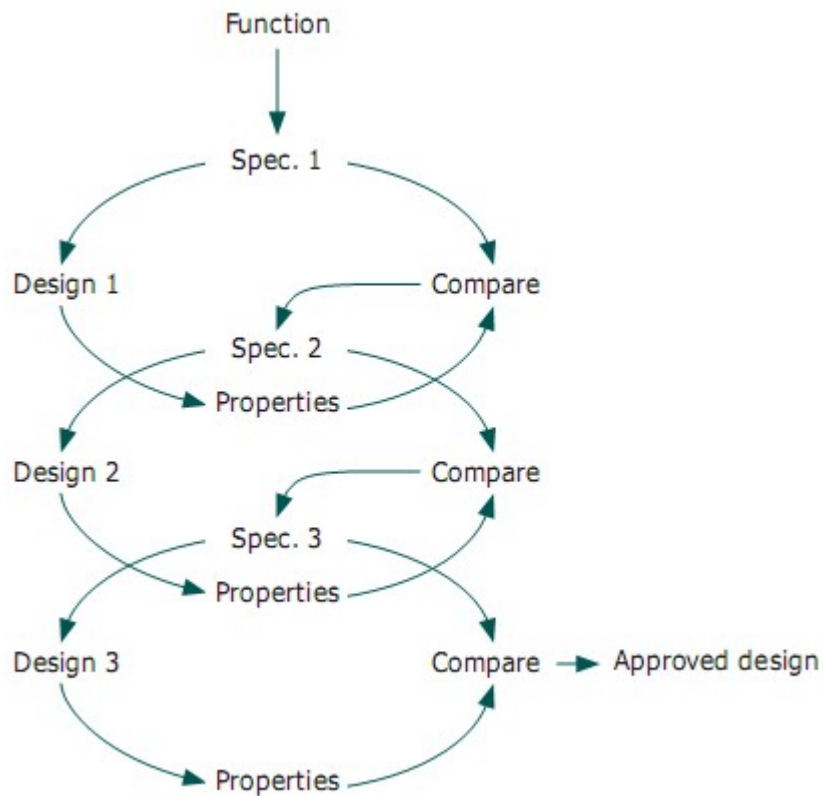 Function
Spec. 1
Design 1
Compare
Spec. 2
Properties
Design 2
Compare
Spec. 3
Properties
Design 3
Compare
Approved design
Properties